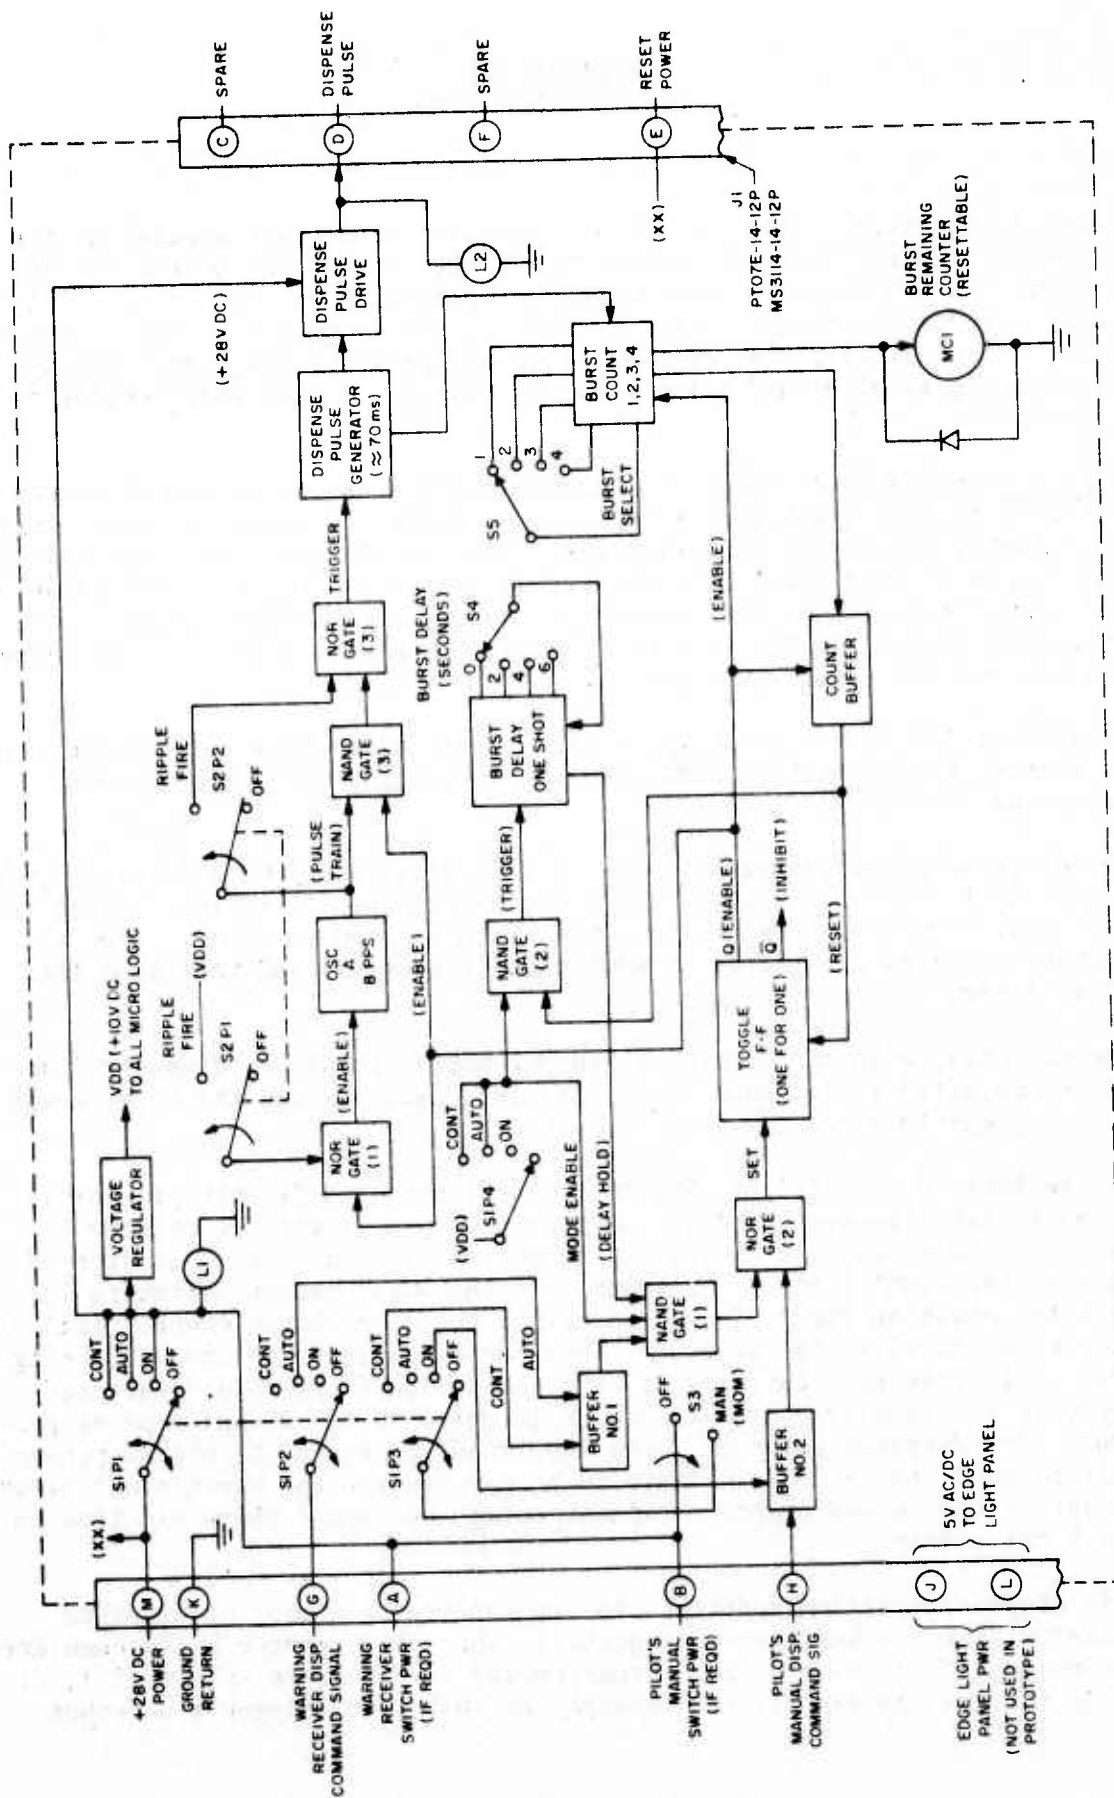 +28V DC
POWER
GROUND
RETURN
WARNING
RECEIVER DISP.
COMMAND SIGNAL
WARNING
RECEIVER
SWITCH PWR
(IF REQD)
PILOT'S
MANUAL
SWITCH PWR
(IF REQD)
PILOT'S
MANUAL DISP.
COMMAND SIG
EDGE LIGHT
PANEL PWR
(NOT USED IN
PROTOTYPE)
M
K
G
A
B
H
J
L
5V AC/DC
TO EDGE
LIGHT PANEL
(XX)
S1P1
CONT
AUTO
ON
OFF
S1P2
CONT
AUTO
ON
OFF
S1P3
CONT
AUTO
ON
OFF
CONT
AUTO
OFF
S3
MAN
(MOM)
BUFFER
NO.1
BUFFER
NO.2
VOLTAGE
REGULATOR
VDD (+10V DC)
TO ALL MICRO LOGIC
L1
RIPPLE
FIRE
(VDD)
S2P1
OFF
NOR
GATE
(1)
(ENABLE)
OSC
A
8 PPS
(ENABLE)
(PULSE
TRAIN)
RIPPLE
FIRE
S2P2
OFF
NAND
GATE
(3)
NOR
GATE
(3)
TRIGGER
DISPENSE
PULSE
GENERATOR
(≈70ms)
DISPENSE
PULSE
DRIVE
(+28V DC)
L2
(VDD)
S1P4
CONT
AUTO
ON
MODE ENABLE
(DELAY HOLD)
NAND
GATE
(1)
NOR
GATE
(2)
SET
NAND
GATE
(2)
(TRIGGER)
BURST
DELAY
ONE SHOT
0
2
4
6
BURST DELAY
(SECONDS)
S4
S5
1
2
3
4
BURST
SELECT
BURST
COUNT
1,2,3,4
TOGGLE
F-F
(ONE FOR ONE)
Q (ENABLE)
Q̅
(INHIBIT)
(RESET)
(ENABLE)
COUNT
BUFFER
BURST
REMAINING
COUNTER
(RESETTABLE)
MC1
C
SPARE
D
DISPENSE
PULSE
F
SPARE
E
RESET
POWER
(XX)
J1
PT07E-14-12P
MS3114-14-12P